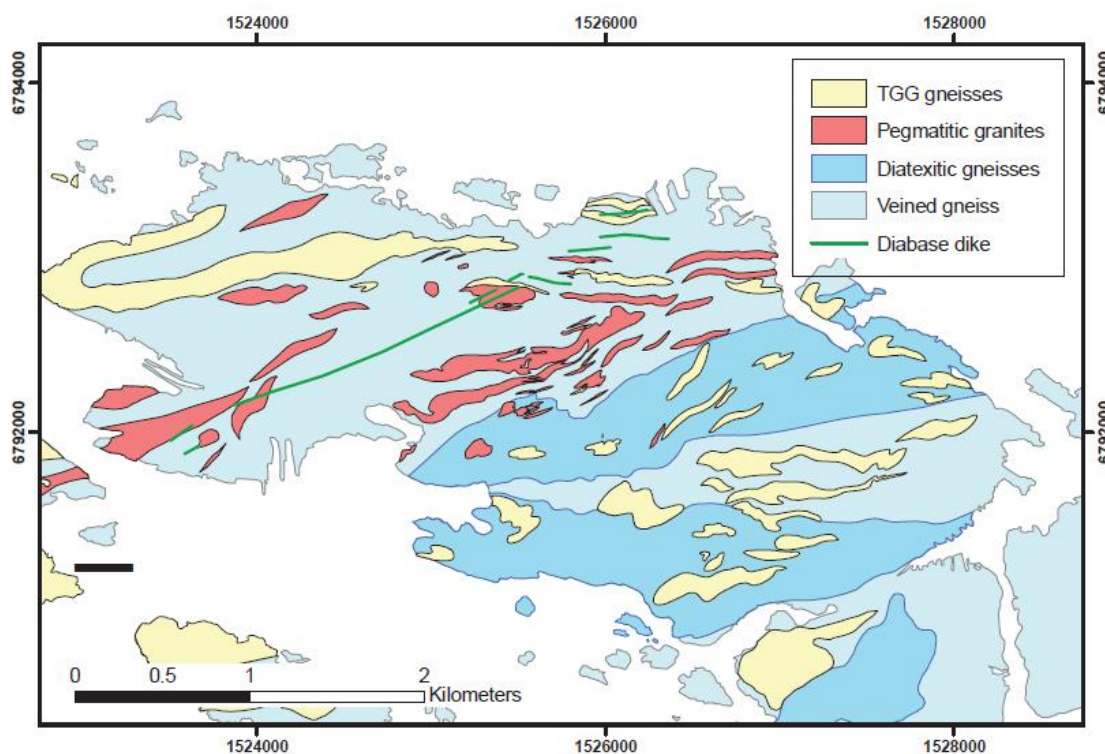 1524000 1526000 1528000
6794000 6794000
TGG gneisses
Pegmatitic granites
Diatexitic gneisses
Veined gneiss
Diabase dike
6792000 6792000
0 0.5 1 2
Kilometers
1524000 1526000 1528000